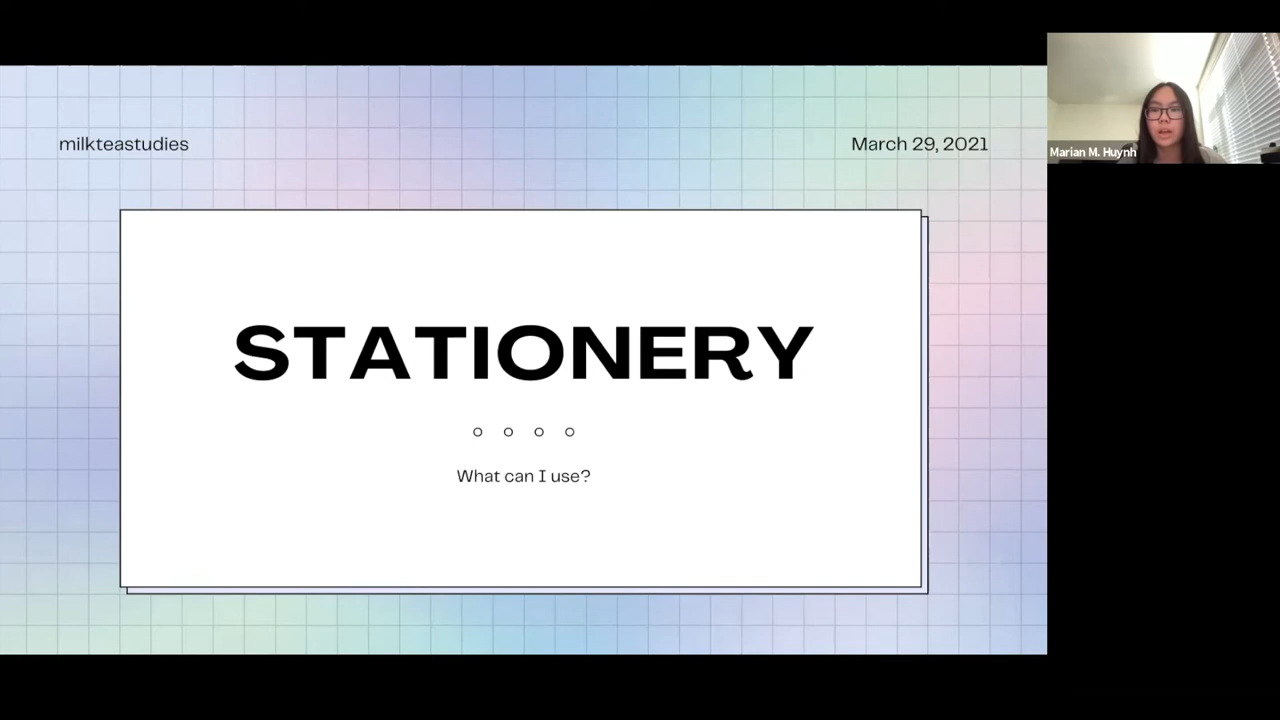 milkteastudies
March 29, 2021
Marian M. Huynh
STATIONERY
What can I use?